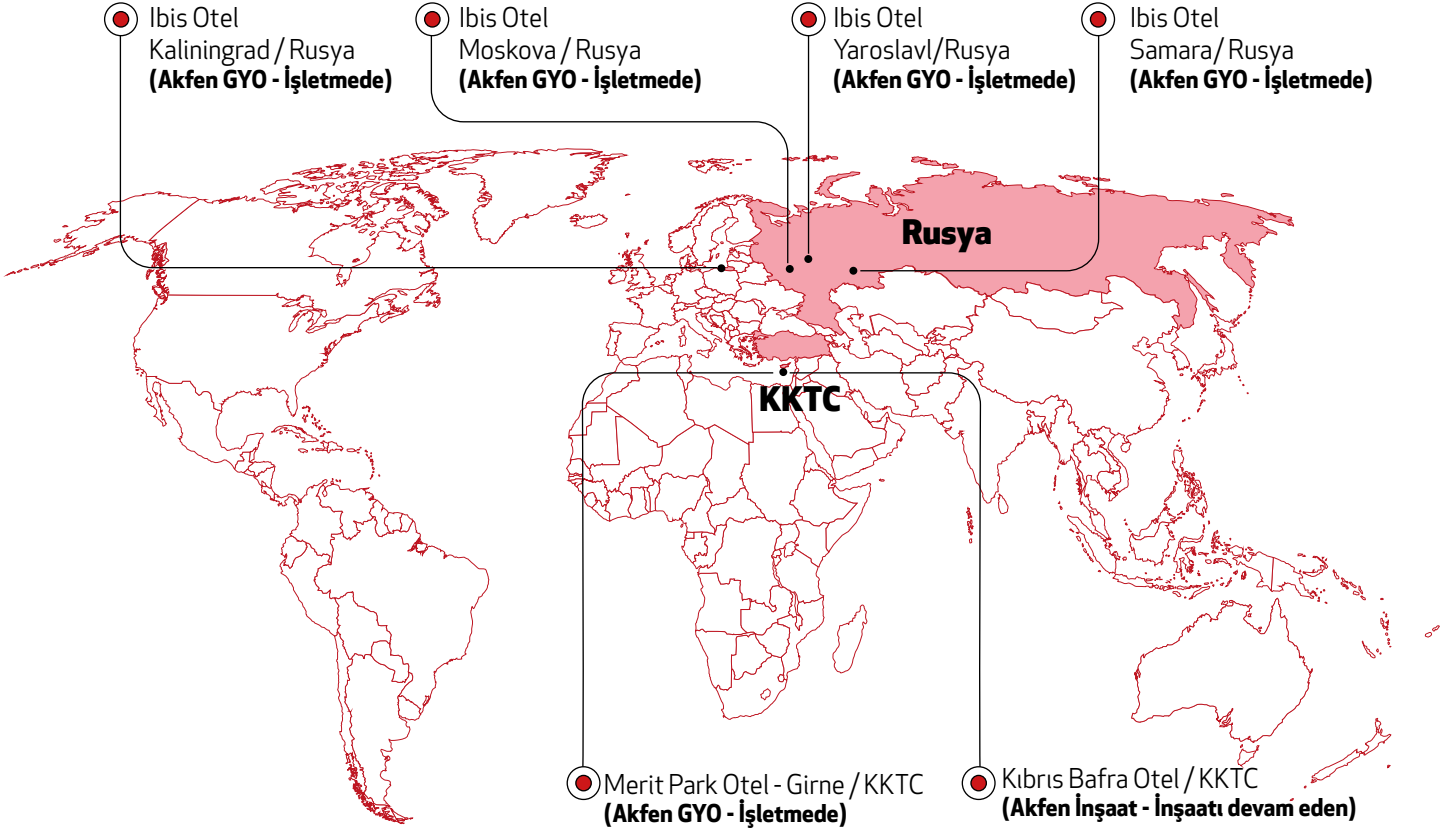 Ibis Otel
Kaliningrad / Rusya
(Akfen GYO - İşletmede)
Ibis Otel
Moskova / Rusya
(Akfen GYO - İşletmede)
Ibis Otel
Yaroslavl/Rusya
(Akfen GYO - İşletmede)
Ibis Otel
Samara/ Rusya
(Akfen GYO - İşletmede)
Rusya
KKTC
Merit Park Otel - Girne / KKTC
(Akfen GYO - İşletmede)
Kıbrıs Bafra Otel / KKTC
(Akfen İnşaat - İnşaatı devam eden)